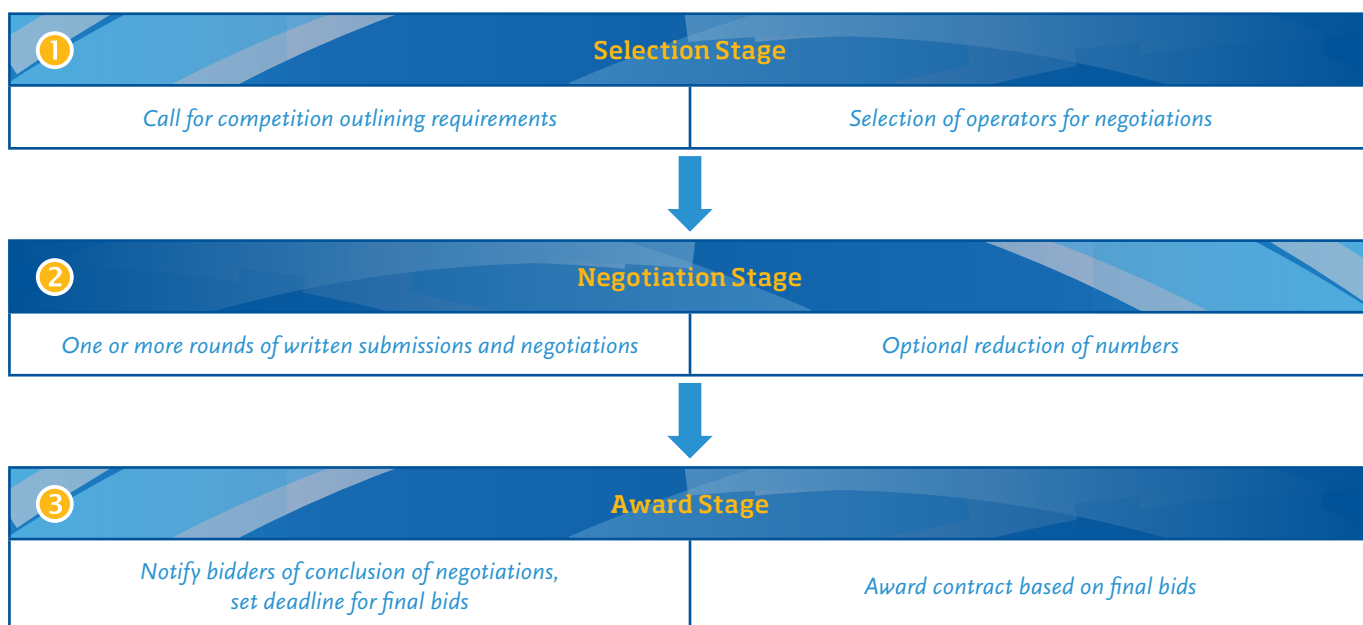 1
Selection Stage
Call for competition outlining requirements
Selection of operators for negotiations
2
Negotiation Stage
One or more rounds of written submissions and negotiations
Optional reduction of numbers
3
Award Stage
Notify bidders of conclusion of negotiations,
set deadline for final bids
Award contract based on final bids